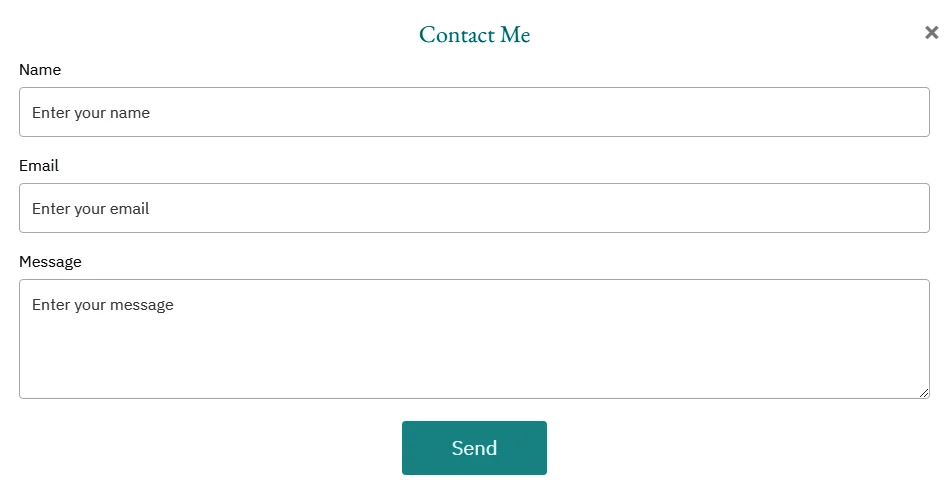 Contact Me
Name
Enter your name
Email
Enter your email
Message
Enter your message
Send